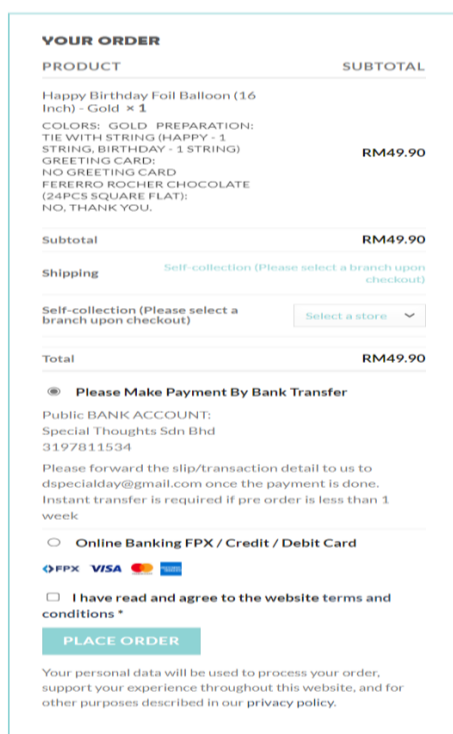 YOUR ORDER
PRODUCT SUBTOTAL
Happy Birthday Foil Balloon (16
Inch) - Gold × 1
COLORS: GOLD PREPARATION:
TIE WITH STRING (HAPPY - 1
STRING, BIRTHDAY - 1 STRING)
GREETING CARD:
NO GREETING CARD
FERERRO ROCHER CHOCOLATE
(24PCS SQUARE FLAT):
NO, THANK YOU.
RM49.90
Subtotal RM49.90
Shipping Self-collection (Please select a branch upon
checkout)
Self-collection (Please select a
branch upon checkout)
Select a store
Total RM49.90
Please Make Payment By Bank Transfer
Public BANK ACCOUNT:
Special Thoughts Sdn Bhd
3197811534
Please forward the slip/transaction detail to us to
dspecialday@gmail.com once the payment is done.
Instant transfer is required if pre order is less than 1
week
Online Banking FPX / Credit / Debit Card
FPX VISA
I have read and agree to the website terms and
conditions *
PLACE ORDER
Your personal data will be used to process your order,
support your experience throughout this website, and for
other purposes described in our privacy policy.